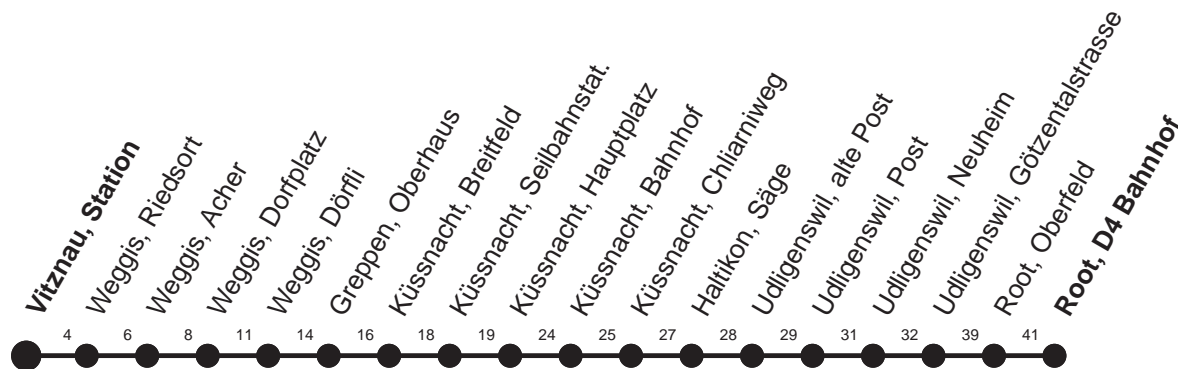 Vitznau, Station
Weggis, Riedsort
Weggis, Acher
Weggis, Dorfplatz
Weggis, Dörfli
Greppen, Oberhaus
Küssnacht, Breitfeld
Küssnacht, Seilbahnstat.
Küssnacht, Hauptplatz
Küssnacht, Bahnhof
Küssnacht, Chliarniweg
Haltikon, Säge
Udligenswil, alte Post
Udligenswil, Post
Udligenswil, Neuheim
Udligenswil, Götzentalstrasse
Root, Oberfeld
Root, D4 Bahnhof
4 6 8 11 14 16 18 19 24 25 27 28 29 31 32 39 41